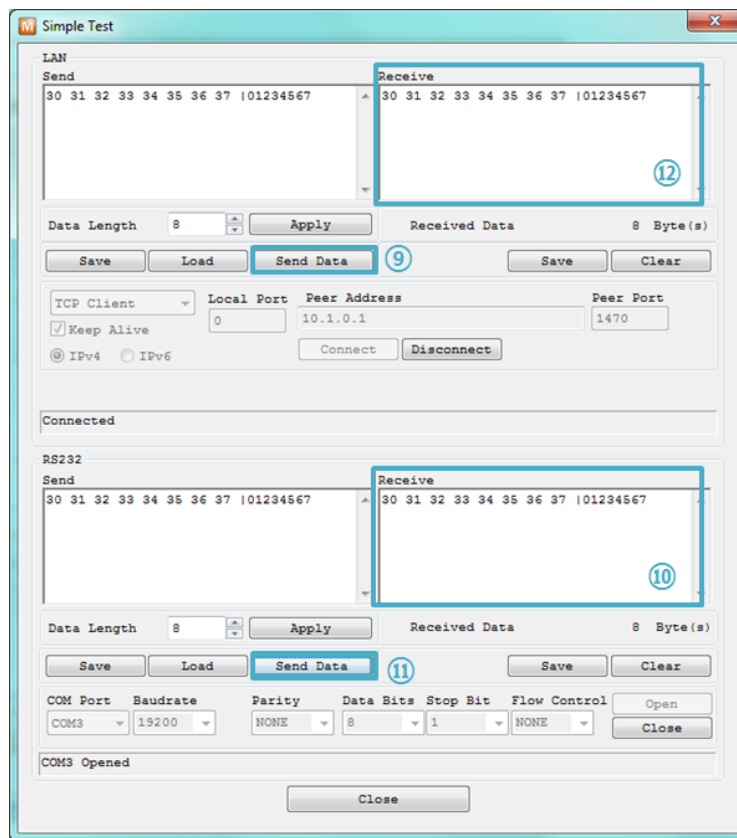 M Simple Test x
LAN
Send Receive
30 31 32 33 34 35 36 37 |01234567 30 31 32 33 34 35 36 37 |01234567
⑫
Data Length 8 Apply Received Data 8 Byte(s)
Save Load Send Data ⑨ Save Clear
TCP Client Local Port Peer Address Peer Port
0 10.1.0.1 1470
Keep Alive
IPv4 IPv6 Connect Disconnect
Connected
RS232
Send Receive
30 31 32 33 34 35 36 37 |01234567 30 31 32 33 34 35 36 37 |01234567
⑩
Data Length 8 Apply Received Data 8 Byte(s)
Save Load Send Data ⑪ Save Clear
COM Port Baudrate Parity Data Bits Stop Bit Flow Control Open
COM3 19200 NONE 8 1 NONE Close
COM3 Opened
Close